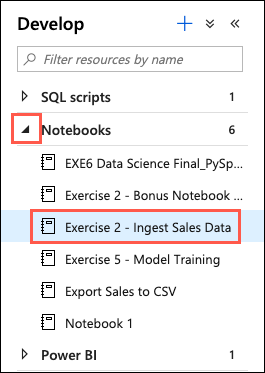 Develop
Filter resources by name
SQL scripts 1
Notebooks 6
EXE6 Data Science Final_PySp...
Exercise 2 - Bonus Notebook ...
Exercise 2 - Ingest Sales Data
Exercise 5 - Model Training
Export Sales to CSV
Notebook 1
Power BI 1